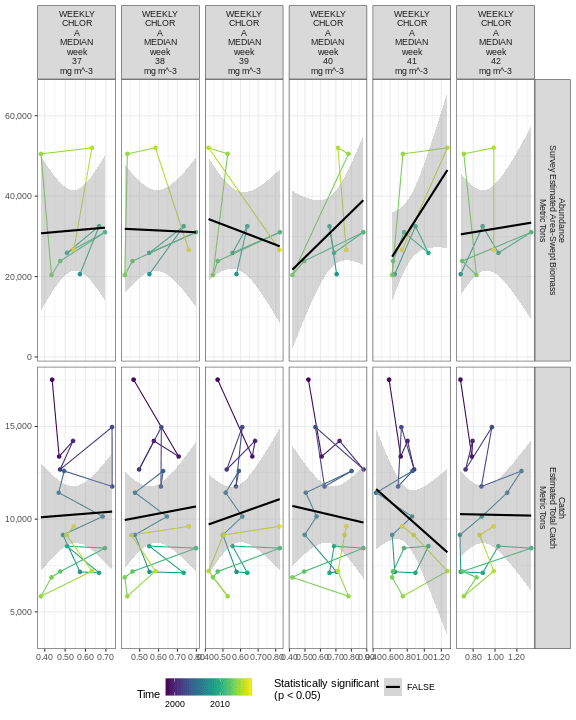 WEEKLY
CHLOR
A
MEDIAN
week
37
mg m^-3
WEEKLY
CHLOR
A
MEDIAN
week
38
mg m^-3
WEEKLY
CHLOR
A
MEDIAN
week
39
mg m^-3
WEEKLY
CHLOR
A
MEDIAN
week
40
mg m^-3
WEEKLY
CHLOR
A
MEDIAN
week
41
mg m^-3
WEEKLY
CHLOR
A
MEDIAN
week
42
mg m^-3
60,000
40,000
20,000
0
Abundance
Survey Estimated Area-Swept Biomass
Metric Tons
15,000
10,000
5,000
Catch
Estimated Total Catch
Metric Tons
0.40 0.50 0.60 0.70
0.50 0.60 0.70 0.80
0.40 0.50 0.60 0.70 0.80
0.40 0.50 0.60 0.70 0.80 0.90
0.40 0.60 0.80 1.00 1.20
0.80 1.00 1.20
Time
2000 2010
Statistically significant
(p < 0.05)
FALSE